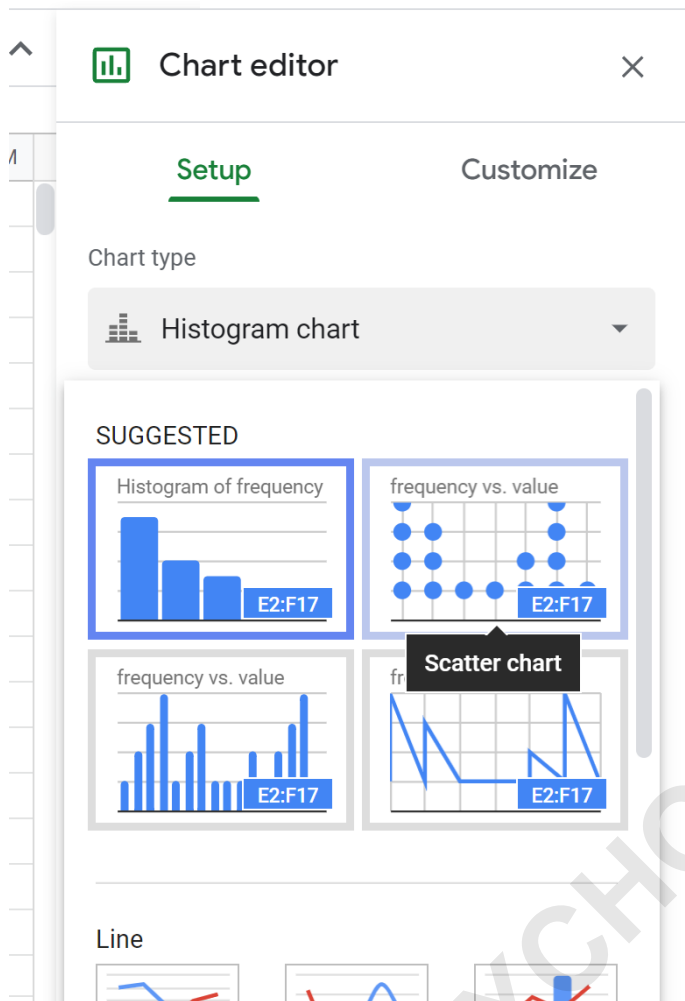 Chart editor
Setup
Customize
Chart type
Histogram chart
SUGGESTED
Histogram of frequency
E2:F17
frequency vs. value
E2:F17
Scatter chart
frequency vs. value
E2:F17
E2:F17
Line